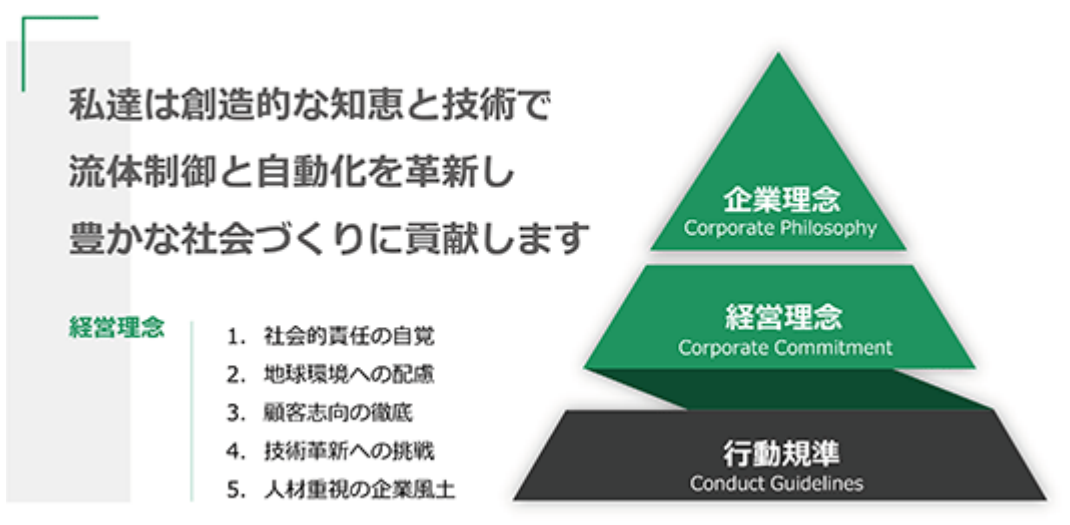 私達は創造的な知恵と技術で
流体制御と自動化を革新し
豊かな社会づくりに貢献します
経営理念
1. 社会的責任の自覚
2. 地球環境への配慮
3. 顧客志向の徹底
4. 技術革新への挑戦
5. 人材重視の企業風土
企業理念
Corporate Philosophy
経営理念
Corporate Commitment
行動規準
Conduct Guidelines